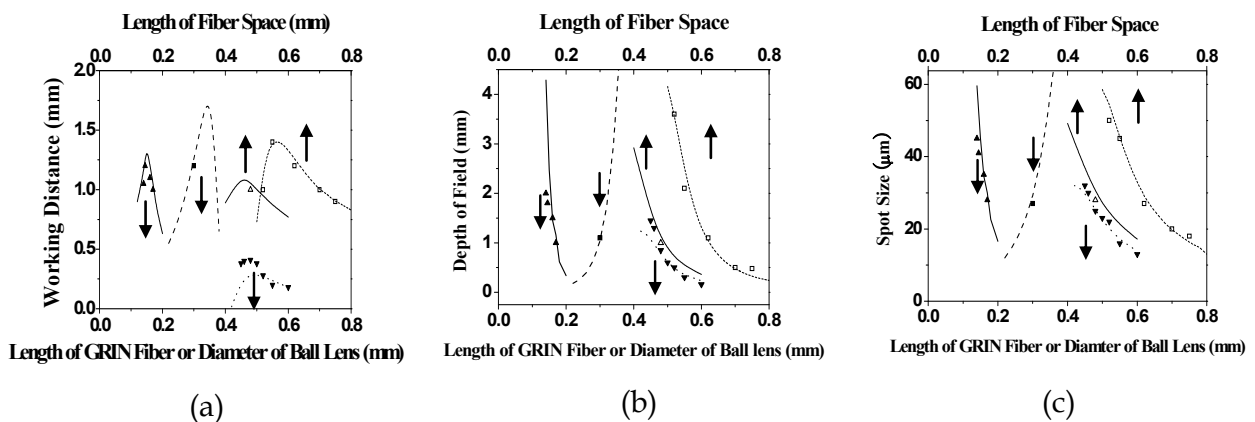 Length of Fiber Space (mm)
0.0 0.2 0.4 0.6 0.8
2.0
1.5
1.0
0.5
0.0
Working Distance (mm)
0.0 0.2 0.4 0.6 0.8
Length of GRIN Fiber or Diameter of Ball Lens (mm)
(a)
Length of Fiber Space
0.0 0.2 0.4 0.6 0.8
4
3
2
1
0
Depth of Field (mm)
0.0 0.2 0.4 0.6 0.8
Length of GRIN Fiber or Diameter of Ball lens (mm)
(b)
Length of Fiber Space
0.0 0.2 0.4 0.6 0.8
60
40
20
0
Spot Size (μm)
0.0 0.2 0.4 0.6 0.8
Length of GRIN Fiber or Diamter of Ball Lens (mm)
(c)